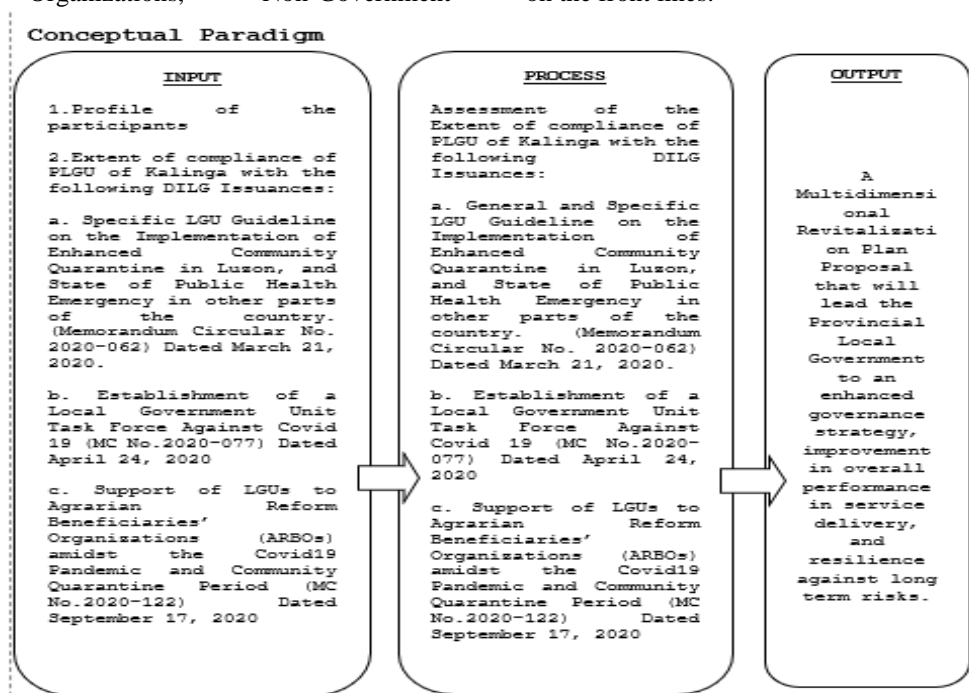 Organizations, Non-Government on the front lines.
Conceptual Paradigm
INPUT
1.Profile of the
participants
2.Extent of compliance of
PLGU of Kalinga with the
following DILG Issuances:
a. Specific LGU Guideline
on the Implementation of
Enhanced Community
Quarantine in Luzon, and
State of Public Health
Emergency in other parts
of the country.
(Memorandum Circular No.
2020-062) Dated March 21,
2020.
b. Establishment of a
Local Government Unit
Task Force Against Covid
19 (MC No.2020-077) Dated
April 24, 2020
c. Support of LGUs to
Agrarian Reform
Beneficiaries’
Organizations (ARBOs)
amidst the Covid19
Pandemic and Community
Quarantine Period (MC
No.2020-122) Dated
September 17, 2020
PROCESS
Assessment of the
Extent of compliance of
PLGU of Kalinga with the
following DILG
Issuances:
a. General and Specific
LGU Guideline on the
Implementation of
Enhanced Community
Quarantine in Luzon,
and State of Public
Health Emergency in
other parts of the
country. (Memorandum
Circular No. 2020-062)
Dated March 21, 2020.
b. Establishment of a
Local Government Unit
Task Force Against
Covid 19 (MC No.2020-
077) Dated April 24,
2020
c. Support of LGUs to
Agrarian Reform
Beneficiaries’
Organizations (ARBOs)
amidst the Covid19
Pandemic and Community
Quarantine Period (MC
No.2020-122) Dated
September 17, 2020
OUTPUT
A
Multidimensi
onal
Revitalizati
on Plan
Proposal
that will
lead the
Provincial
Local
Government
to an
enhanced
governance
strategy,
improvement
in overall
performance
in service
delivery,
and
resilience
against long
term risks.